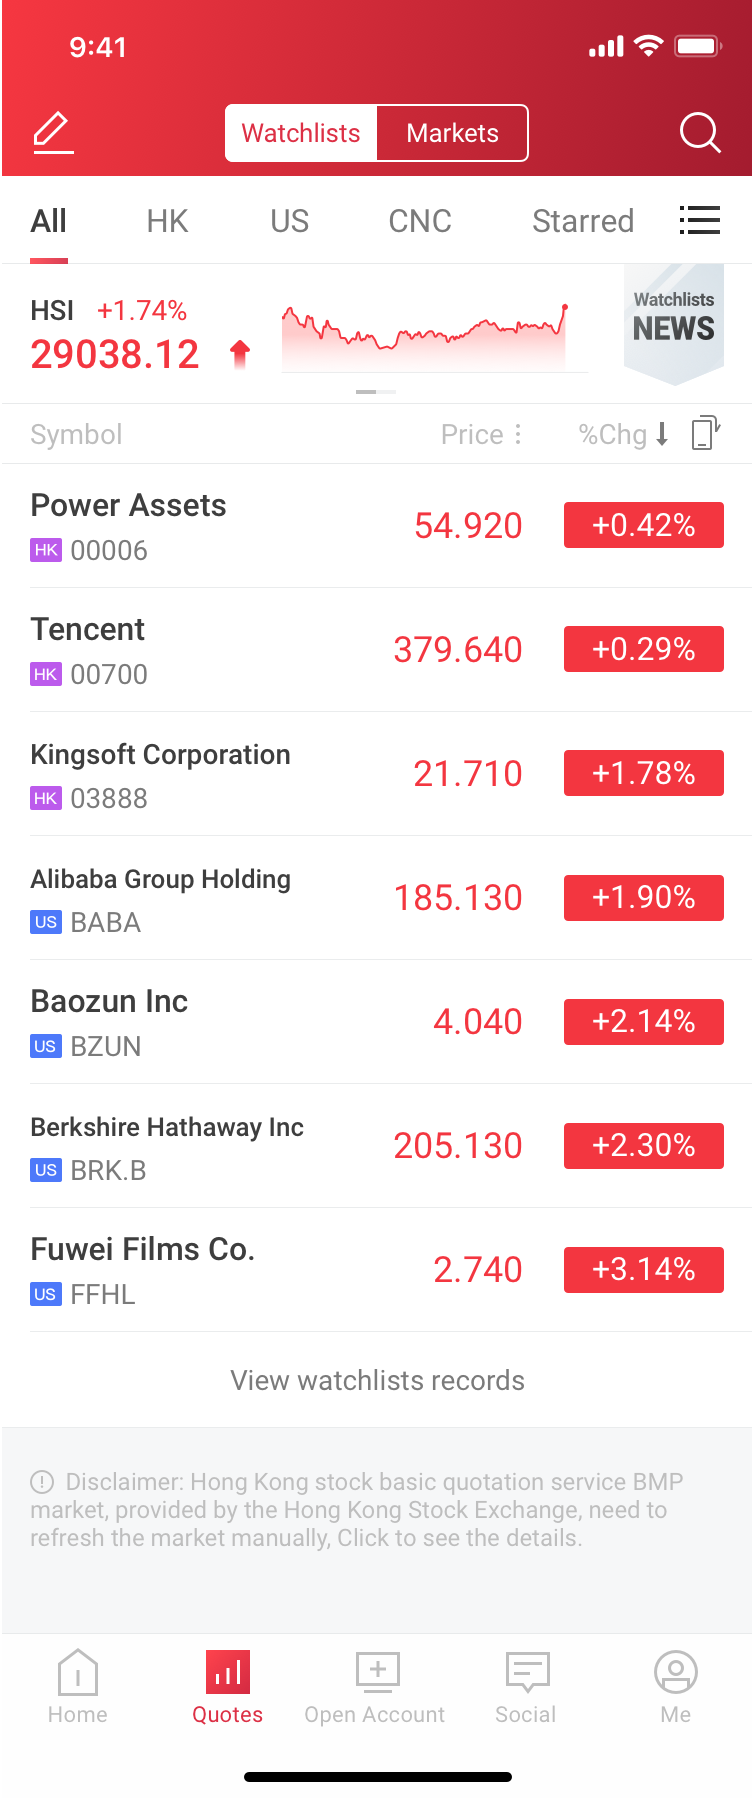 9:41
Watchlists Markets
All HK US CNC Starred
HSI +1.74%
29038.12
Watchlists
NEWS
Symbol Price %Chg
Power Assets
HK 00006
54.920 +0.42%
Tencent
HK 00700
379.640 +0.29%
Kingsoft Corporation
HK 03888
21.710 +1.78%
Alibaba Group Holding
US BABA
185.130 +1.90%
Baozun Inc
US BZUN
4.040 +2.14%
Berkshire Hathaway Inc
US BRK.B
205.130 +2.30%
Fuwei Films Co.
US FFHL
2.740 +3.14%
View watchlists records
Disclaimer: Hong Kong stock basic quotation service BMP
market, provided by the Hong Kong Stock Exchange, need to
refresh the market manually, Click to see the details.
Home Quotes Open Account Social Me